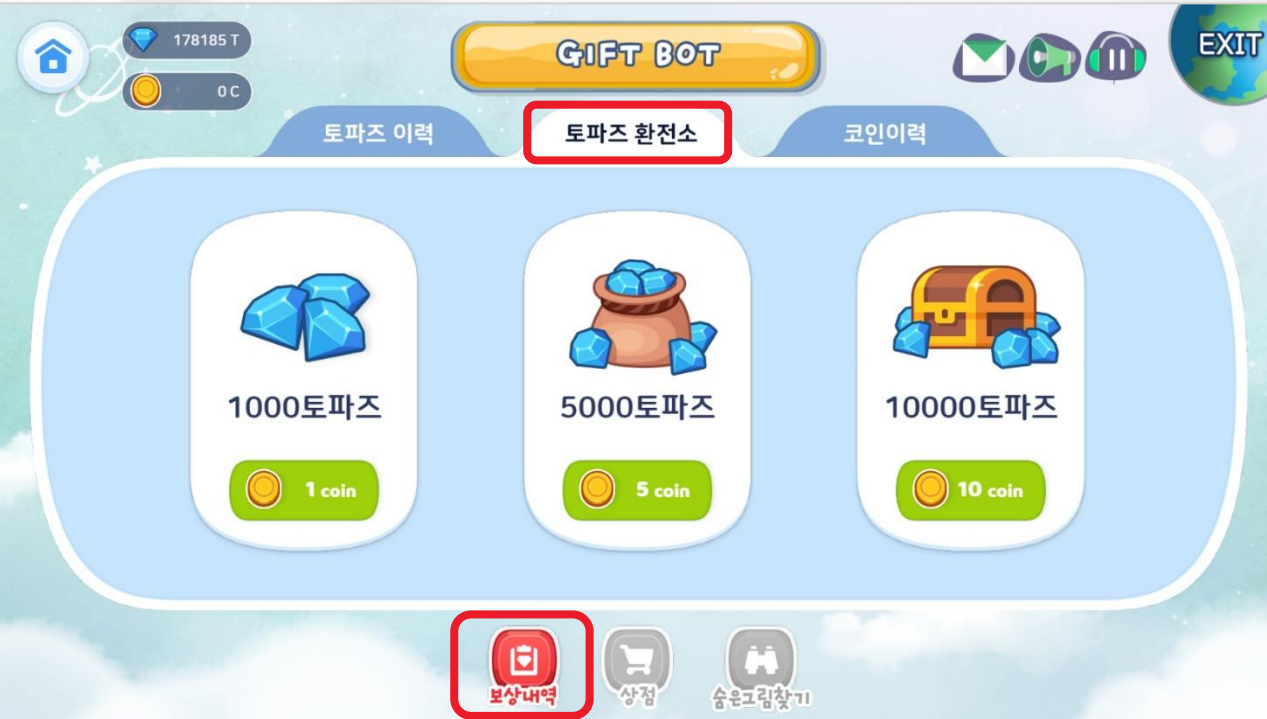 178185 T
0 C
GIFT BOT
EXIT
토파즈 이력
토파즈 환전소
코인이력
1000토파즈
5000토파즈
10000토파즈
1 coin
5 coin
10 coin
보상내역
상점
숨은그림찾기